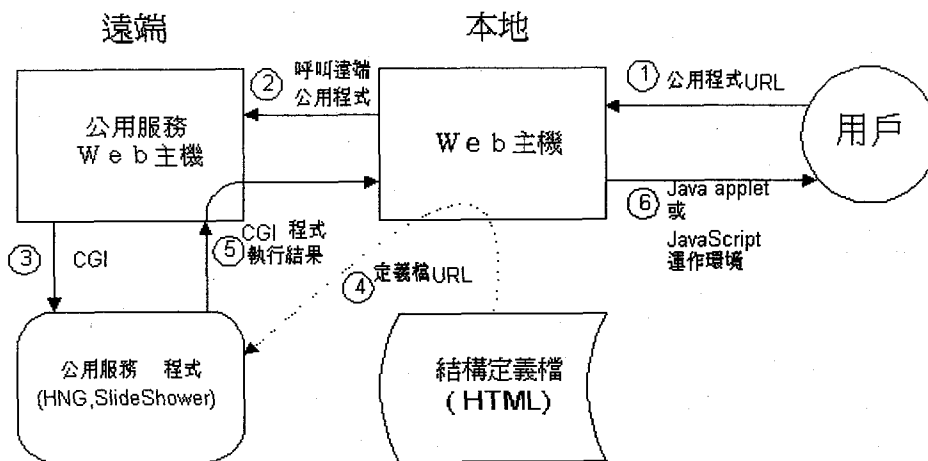 遠端
本地
公用服務
Web主機
② 呼叫遠端
公用程式
Web主機
① 公用程式URL
用戶
③ CGI
⑤ CGI 程式
執行結果
④ 定義檔URL
⑥ Java applet
或
JavaScript
運作環境
公用服務 程式
(HNG,SlideShower)
結構定義檔
(HTML)